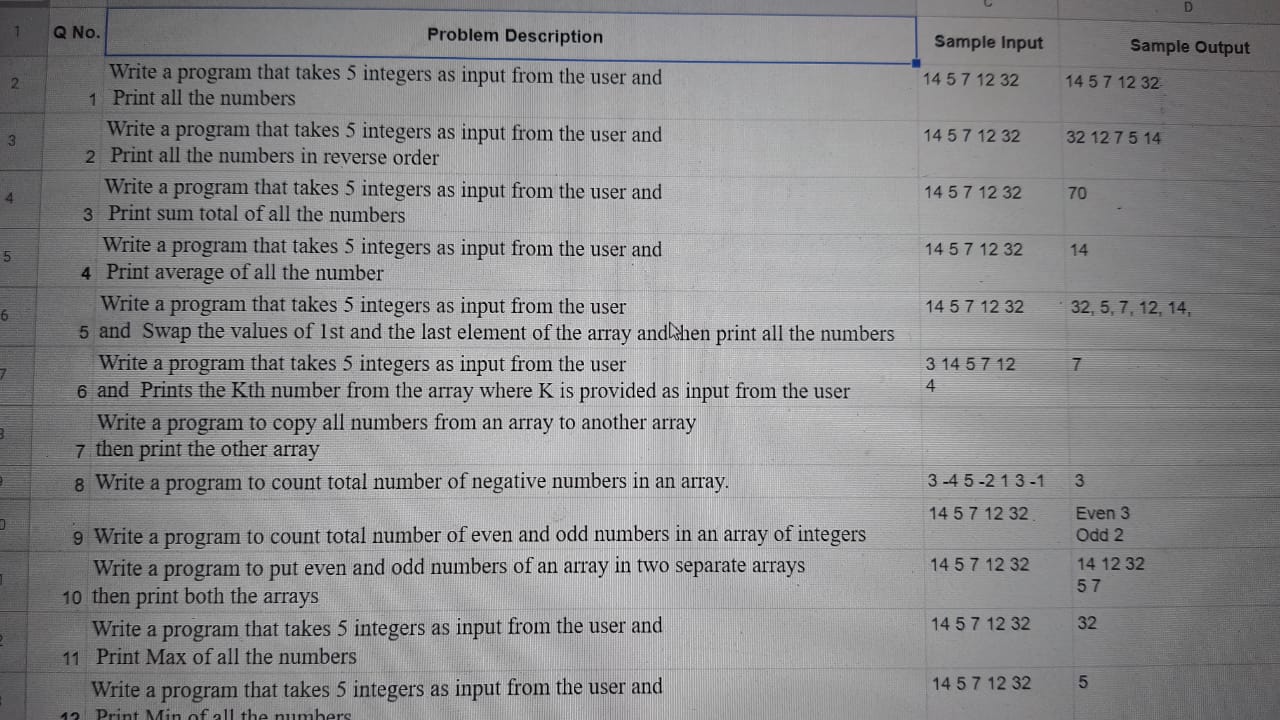 C D
1 Q No. Problem Description Sample Input Sample Output
2 Write a program that takes 5 integers as input from the user and 14 5 7 12 32 14 5 7 12 32
1 Print all the numbers
3 Write a program that takes 5 integers as input from the user and 14 5 7 12 32 32 12 7 5 14
2 Print all the numbers in reverse order
4 Write a program that takes 5 integers as input from the user and 14 5 7 12 32 70
3 Print sum total of all the numbers
5 Write a program that takes 5 integers as input from the user and 14 5 7 12 32 14
4 Print average of all the number
6 Write a program that takes 5 integers as input from the user 14 5 7 12 32 32, 5, 7, 12, 14,
5 and Swap the values of 1st and the last element of the array and then print all the numbers
7 Write a program that takes 5 integers as input from the user 3 14 5 7 12 7
6 and Prints the Kth number from the array where K is provided as input from the user 4
Write a program to copy all numbers from an array to another array
7 then print the other array
8 Write a program to count total number of negative numbers in an array. 3 -4 5 -2 1 3 -1 3
14 5 7 12 32 Even 3
9 Write a program to count total number of even and odd numbers in an array of integers Odd 2
Write a program to put even and odd numbers of an array in two separate arrays 14 5 7 12 32 14 12 32
10 then print both the arrays 5 7
Write a program that takes 5 integers as input from the user and 14 5 7 12 32 32
11 Print Max of all the numbers
Write a program that takes 5 integers as input from the user and 14 5 7 12 32 5
12 Print Min of all the numbers